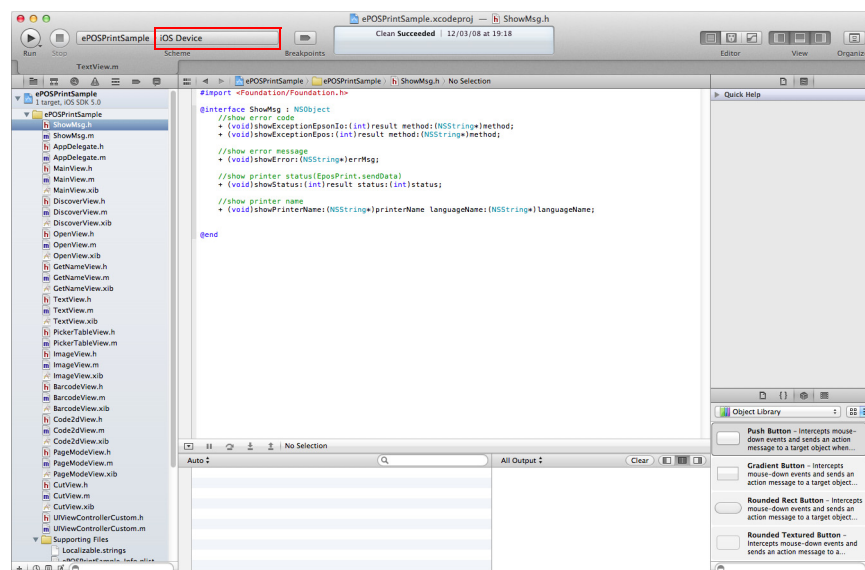 ePOSPrintSample.xcodeproj — h ShowMsg.h
ePOSPrintSample iOS Device
Clean Succeeded | 12/03/08 at 19:18
Run Stop Scheme Breakpoints Editor View Organiz
TextView.m
ePOSPrintSample
1 target, iOS SDK 5.0
ePOSPrintSample
h ShowMsg.h
m ShowMsg.m
h AppDelegate.h
m AppDelegate.m
h MainView.h
m MainView.m
MainView.xib
h DiscoverView.h
m DiscoverView.m
DiscoverView.xib
h OpenView.h
m OpenView.m
OpenView.xib
h GetNameView.h
m GetNameView.m
GetNameView.xib
h TextView.h
m TextView.m
TextView.xib
h PickerTableView.h
m PickerTableView.m
h ImageView.h
m ImageView.m
ImageView.xib
h BarcodeView.h
m BarcodeView.m
BarcodeView.xib
h Code2dView.h
m Code2dView.m
Code2dView.xib
h PageModeView.h
m PageModeView.m
PageModeView.xib
h CutView.h
m CutView.m
CutView.xib
h UIViewControllerCustom.h
m UIViewControllerCustom.m
Supporting Files
Localizable.strings
ePOSPrintSample-Info.plist
ePOSPrintSample ePOSPrintSample h ShowMsg.h No Selection
#import <Foundation/Foundation.h>
@interface ShowMsg : NSObject
//show error code
+ (void)showExceptionEpsonIo:(int)result method:(NSString*)method;
+ (void)showExceptionEpos:(int)result method:(NSString*)method;
//show error message
+ (void)showError:(NSString*)errMsg;
//show printer status(EposPrint.sendData)
+ (void)showStatus:(int)result status:(int)status;
//show printer name
+ (void)showPrinterName:(NSString*)printerName languageName:(NSString*)languageName;
@end
No Selection
Auto
All Output
Clear
Quick Help
{}
Object Library
Push Button - Intercepts mouse-
down events and sends an action
message to a target object when...
Gradient Button - Intercepts
mouse-down events and sends an
action message to a target object...
Rounded Rect Button - Intercepts
mouse-down events and sends an
action message to a target object...
Rounded Textured Button -
Intercepts mouse-down events and
sends an action message to a...